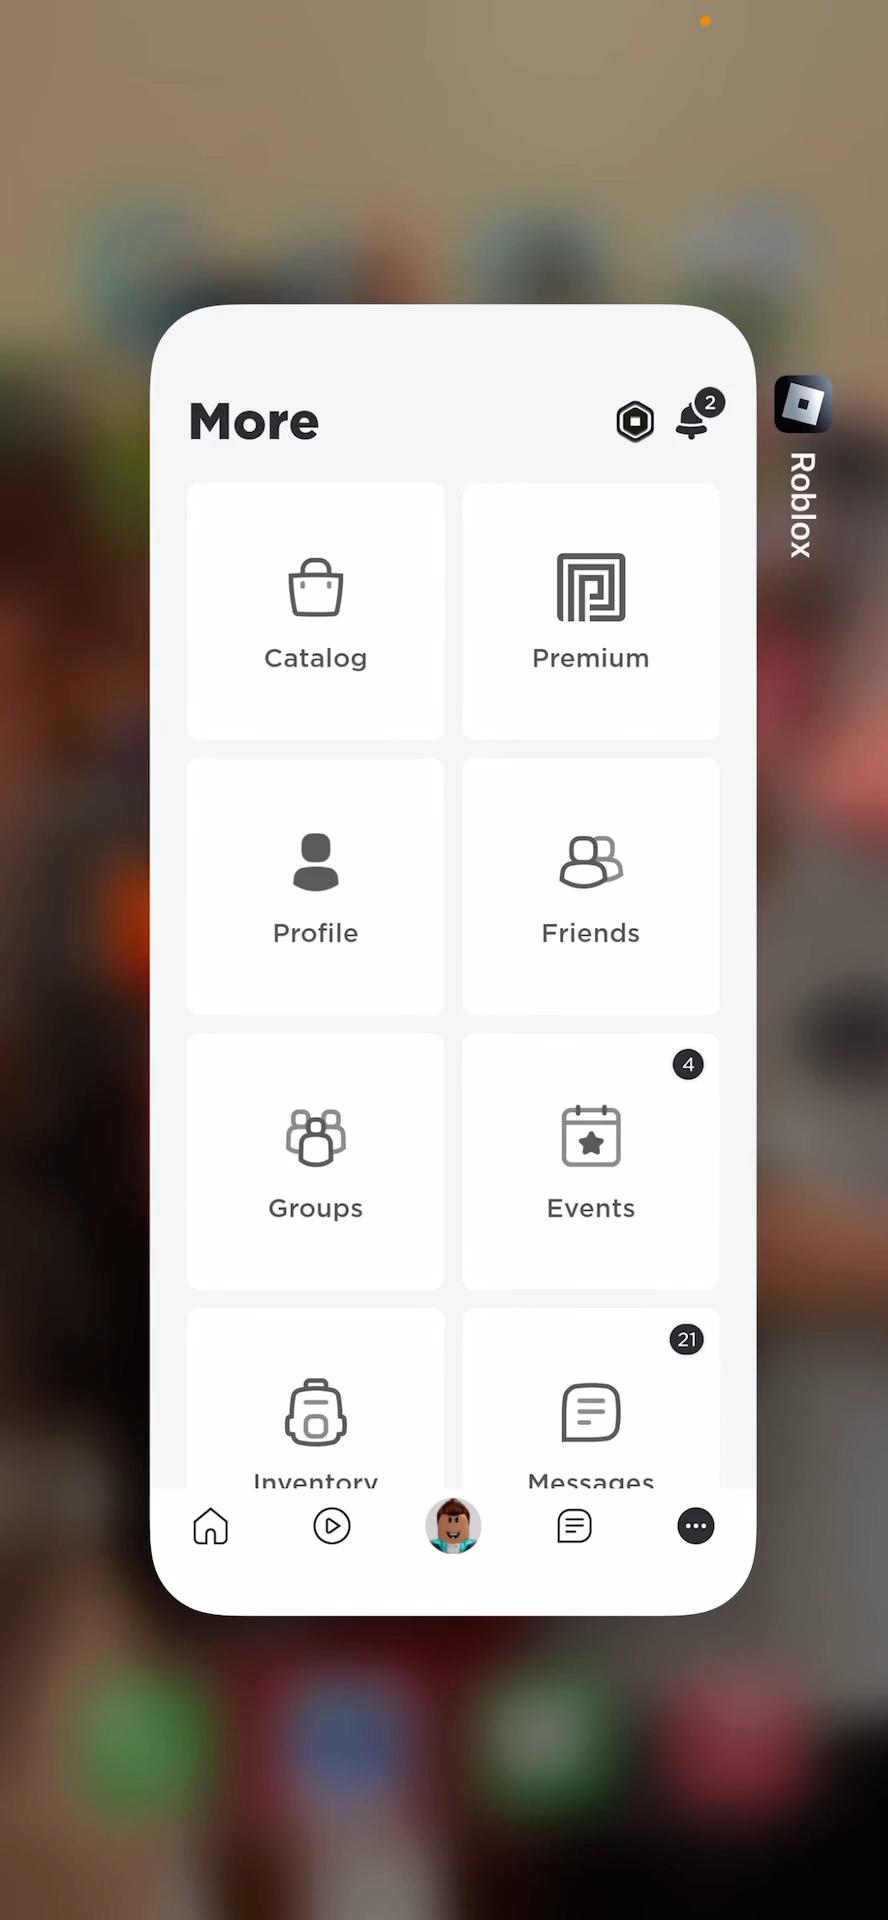 More
2
Roblox
Catalog
Premium
Profile
Friends
4
Groups
Events
21
Inventory
Messages